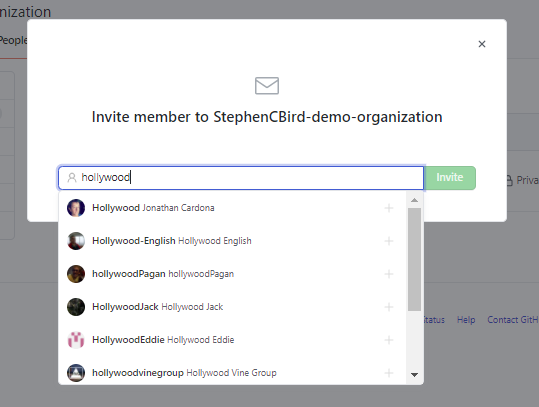 nization
People
×
Invite member to StephenCBird-demo-organization
hollywood
Invite
Hollywood Jonathan Cardona
Hollywood-English Hollywood English
hollywoodPagan hollywoodPagan
HollywoodJack Hollywood Jack
HollywoodEddie Hollywood Eddie
hollywoodvinegroup Hollywood Vine Group
Priva
Status Help Contact GitH